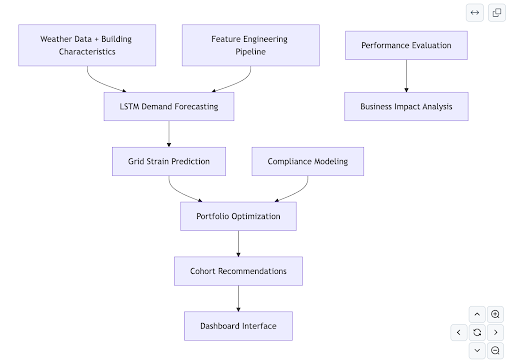 Weather Data + Building
Characteristics
Feature Engineering
Pipeline
Performance Evaluation
LSTM Demand Forecasting
Business Impact Analysis
Grid Strain Prediction
Compliance Modeling
Portfolio Optimization
Cohort Recommendations
Dashboard Interface